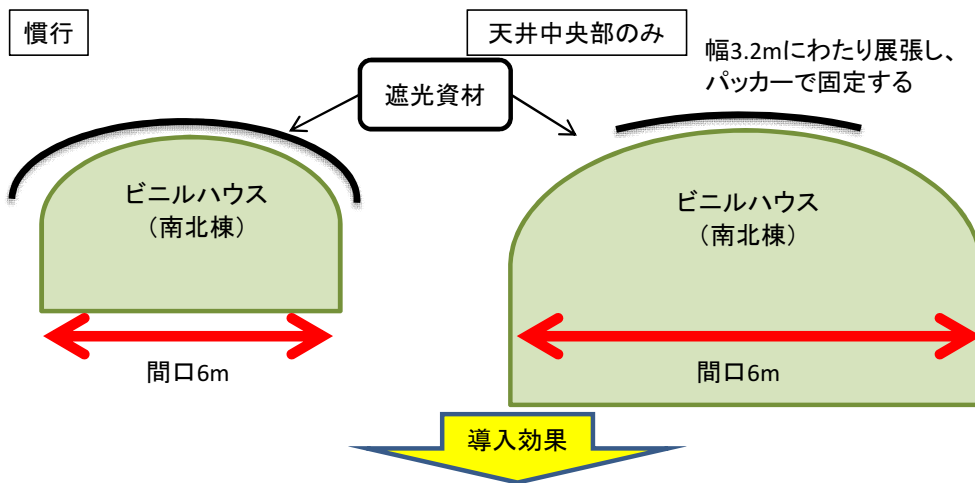 慣行
天井中央部のみ
幅3.2mにわたり展張し、
パッカーで固定する
遮光資材
ビニルハウス
（南北棟）
ビニルハウス
（南北棟）
間口6m
間口6m
導入効果